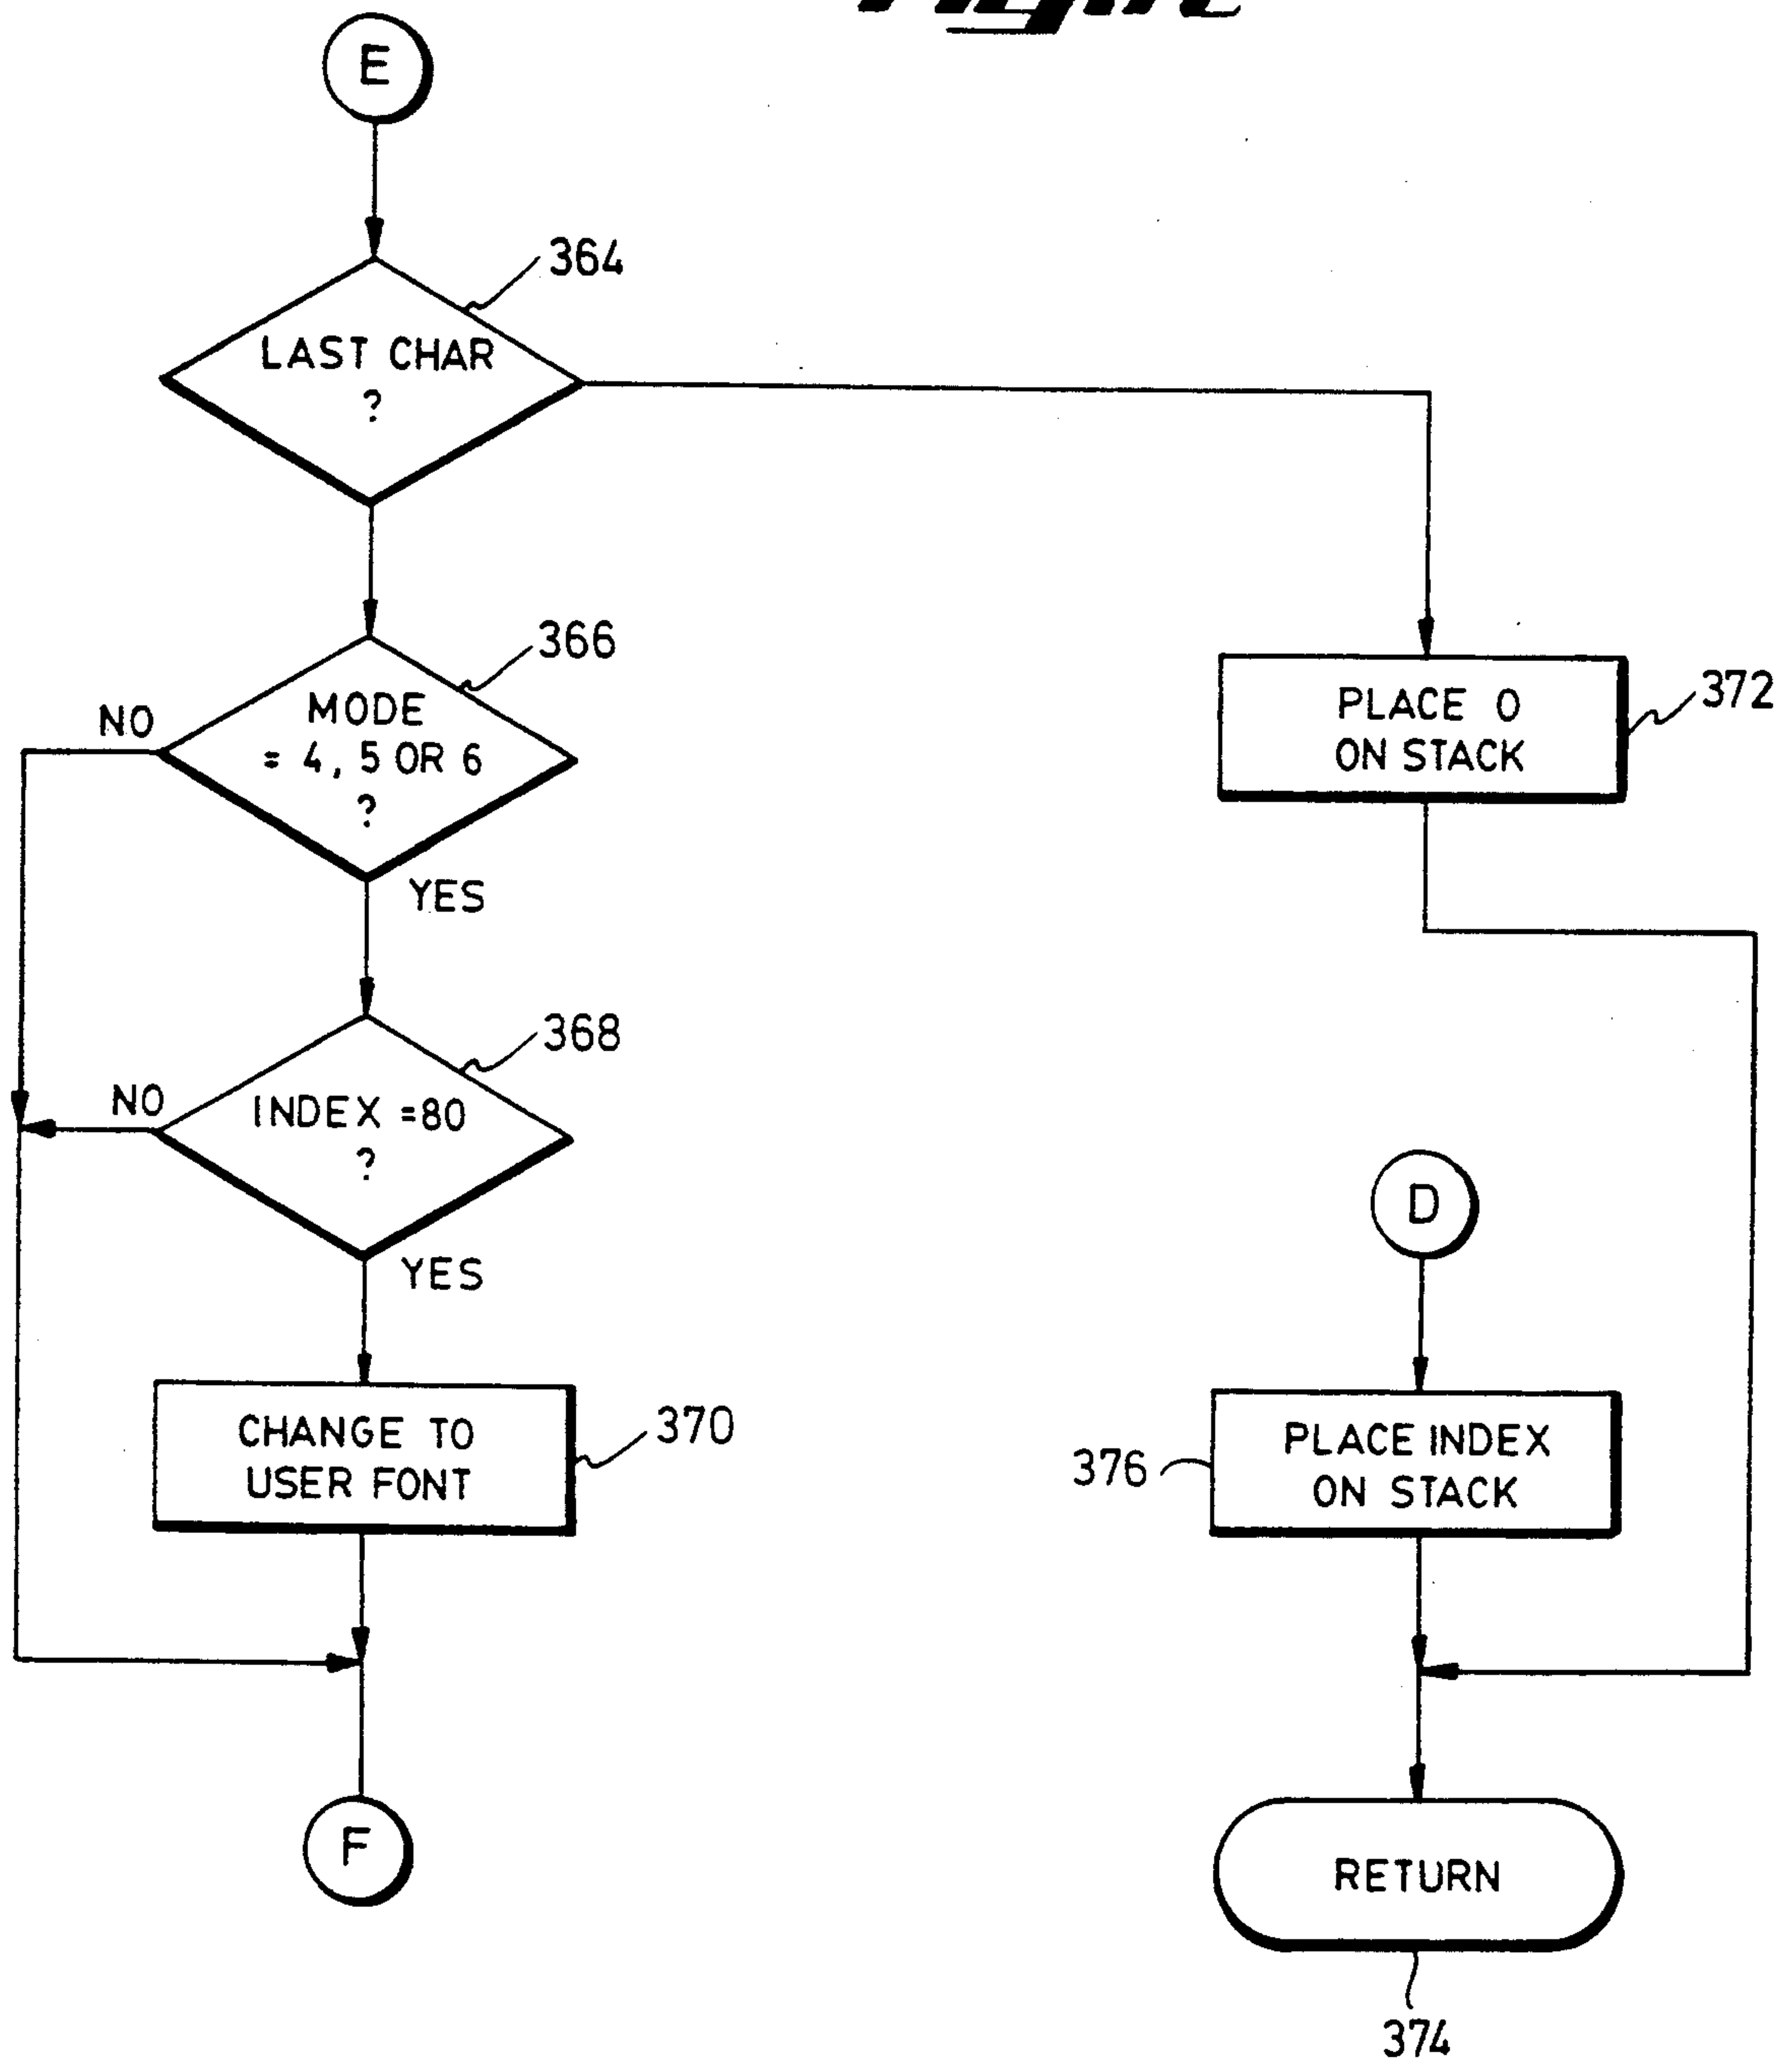 E
364
LAST CHAR
?
366
NO
MODE
= 4, 5 OR 6
?
YES
372
PLACE 0
ON STACK
368
NO
INDEX =80
?
YES
D
370
CHANGE TO
USER FONT
376
PLACE INDEX
ON STACK
F
RETURN
374